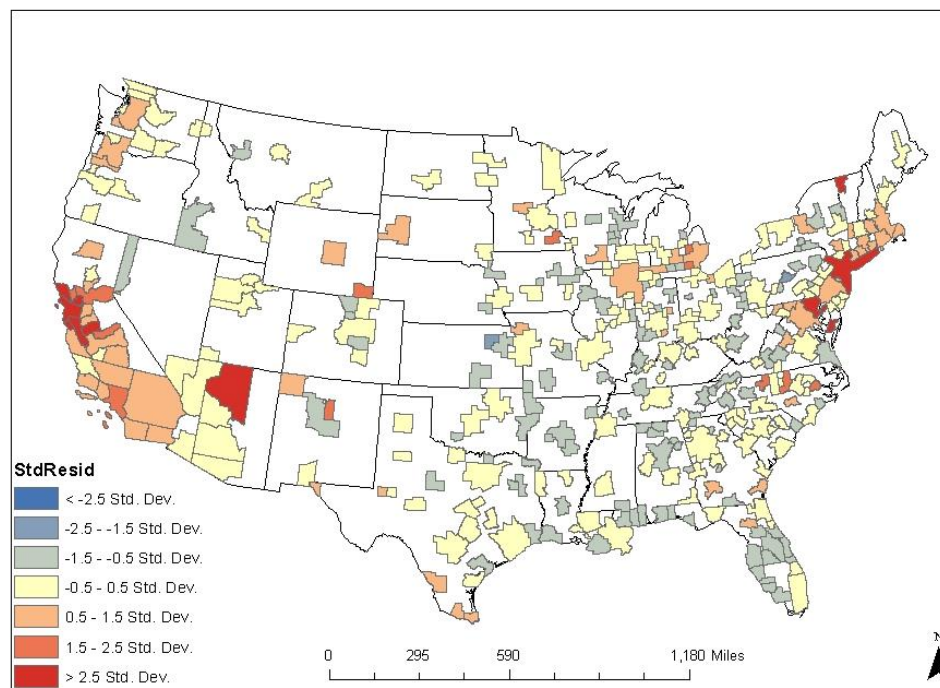 StdResid
< -2.5 Std. Dev.
-2.5 - -1.5 Std. Dev.
-1.5 - -0.5 Std. Dev.
-0.5 - 0.5 Std. Dev.
0.5 - 1.5 Std. Dev.
1.5 - 2.5 Std. Dev.
> 2.5 Std. Dev.
0 295 590 1,180 Miles
N